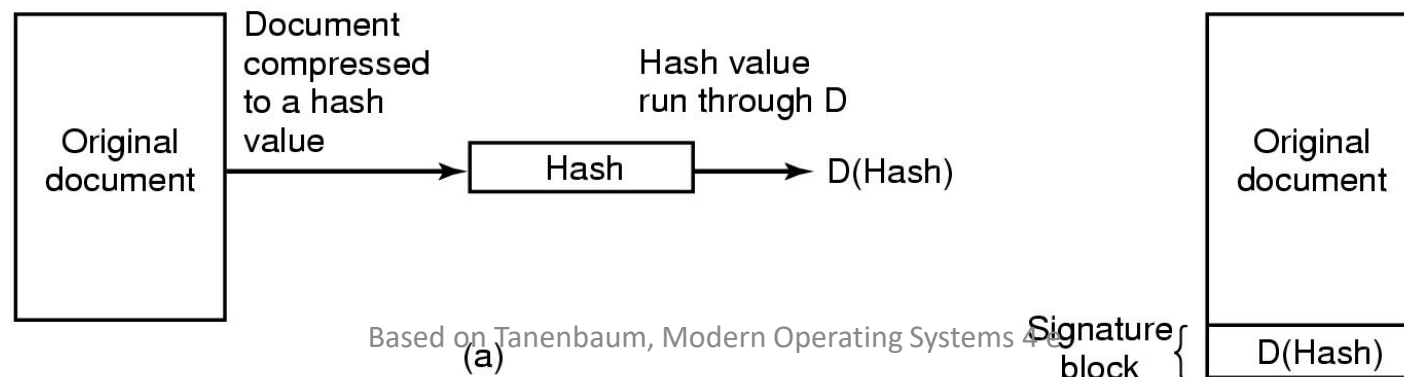 Document
compressed
to a hash
value
Original
document
Hash value
run through D
Hash
D(Hash)
Original
document
Based on Tanenbaum, Modern Operating Systems 4 e
(a)
Signature
block
D(Hash)